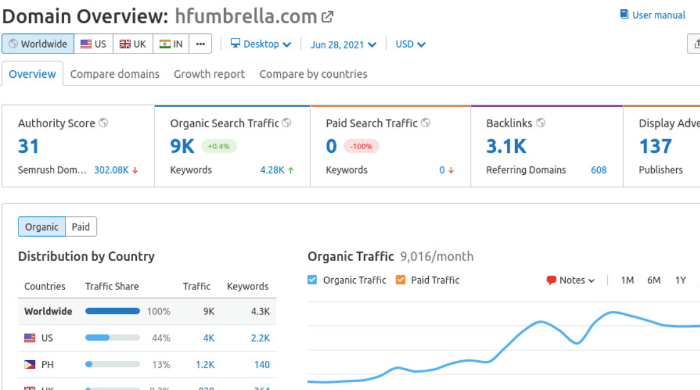 Domain Overview: hfumbrella.com
User manual
Worldwide US UK IN ... Desktop Jun 28, 2021 USD
Overview Compare domains Growth report Compare by countries
Authority Score Organic Search Traffic Paid Search Traffic Backlinks Display Adve
31 9K +0.4% 0 -100% 3.1K 137
Semrush Dom... 302.08K ↓ Keywords 4.28K ↑ Keywords 0 ↓ Referring Domains 608 Publishers
Organic Paid
Distribution by Country
Countries Traffic Share Traffic Keywords
Worldwide 100% 9K 4.3K
US 44% 4K 2.2K
PH 13% 1.2K 140
Organic Traffic 9,016/month
Organic Traffic Paid Traffic Notes 1M 6M 1Y